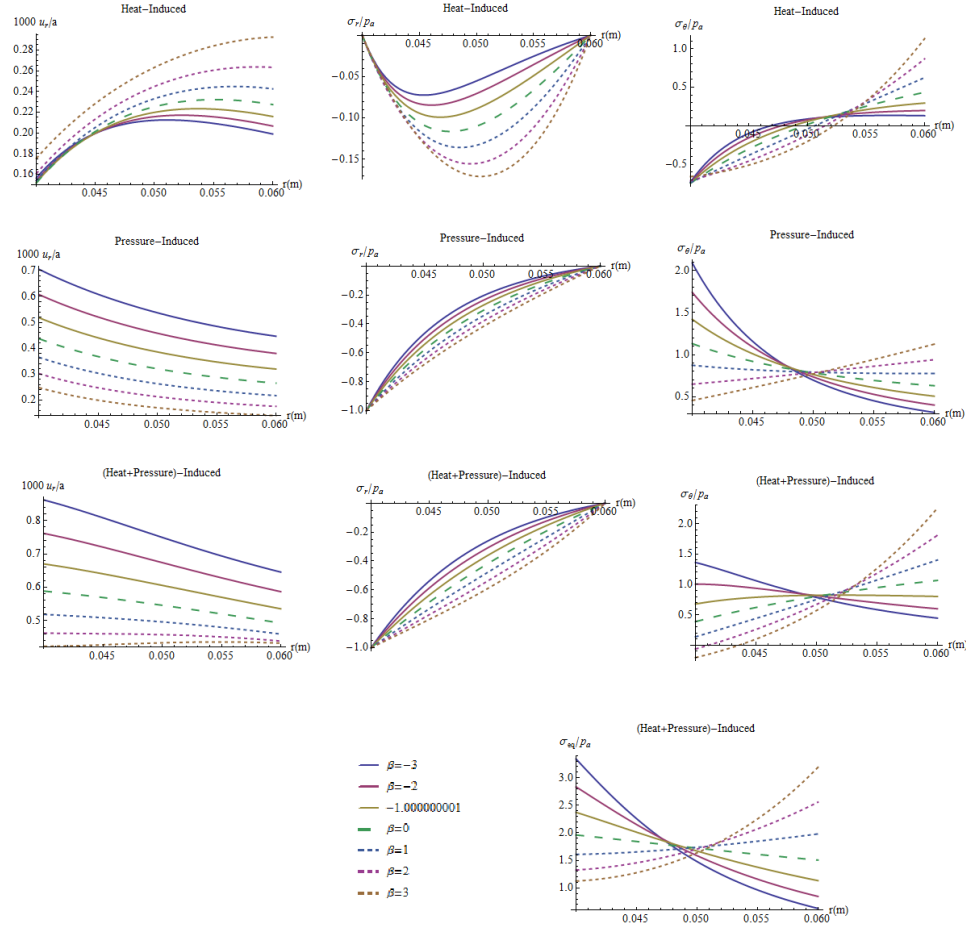 Heat−Induced
1000 u_r/a
0.28
0.26
0.24
0.22
0.20
0.18
0.16
0.045 0.050 0.055 0.060 r(m)
Heat−Induced
σ_r/p_a
0.045 0.050 0.055 0.060 r(m)
−0.05
−0.10
−0.15
Heat−Induced
σ_θ/p_a
1.0
0.5
0.045 0.050 0.055 0.060 r(m)
−0.5
Pressure−Induced
1000 u_r/a
0.7
0.6
0.5
0.4
0.3
0.2
0.045 0.050 0.055 0.060 r(m)
Pressure−Induced
σ_r/p_a
0.045 0.050 0.055 0.060 r(m)
−0.2
−0.4
−0.6
−0.8
−1.0
Pressure−Induced
σ_θ/p_a
2.0
1.5
1.0
0.5
0.045 0.050 0.055 0.060 r(m)
(Heat+Pressure)−Induced
1000 u_r/a
0.8
0.7
0.6
0.5
0.045 0.050 0.055 0.060 r(m)
(Heat+Pressure)−Induced
σ_r/p_a
0.045 0.050 0.055 0.060 r(m)
−0.2
−0.4
−0.6
−0.8
−1.0
(Heat+Pressure)−Induced
σ_θ/p_a
2.0
1.5
1.0
0.5
0.045 0.050 0.055 0.060 r(m)
β=−3
β=−2
−1.000000001
β=0
β=1
β=2
β=3
(Heat+Pressure)−Induced
σ_eq/p_a
3.0
2.5
2.0
1.5
1.0
0.045 0.050 0.055 0.060 r(m)